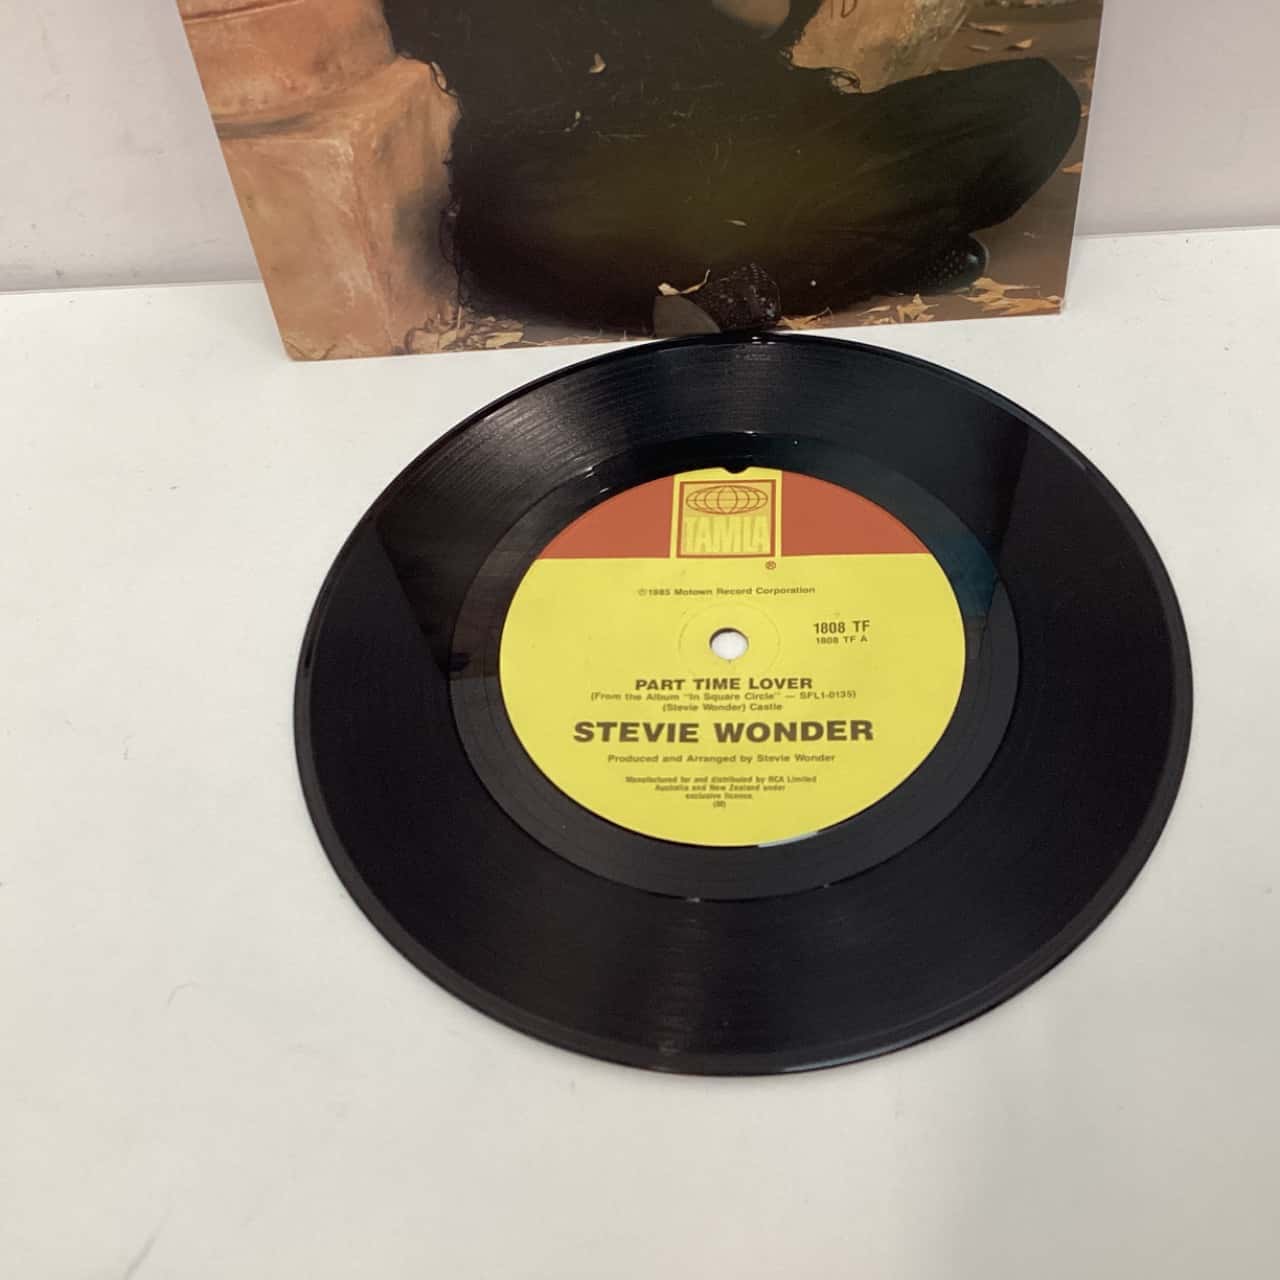 TAMLA
®
℗1985 Motown Record Corporation
1808 TF
1808 TF A
PART TIME LOVER
(From the Album "In Square Circle" — SFL1-0135)
(Stevie Wonder) Castle
STEVIE WONDER
Produced and Arranged by Stevie Wonder
Manufactured for and distributed by RCA Limited
Australia and New Zealand under
exclusive licence.